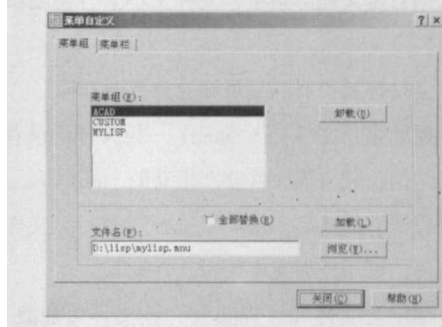 菜单自定义
菜单组 菜单栏
菜单组(E):
ACAD
CUSTOM
MYLISP
卸载(U)
全部替换(R)
加载(L)
文件名(F):
D:\lisp\mylisp.mnu
浏览(B)...
关闭(C) 帮助(H)